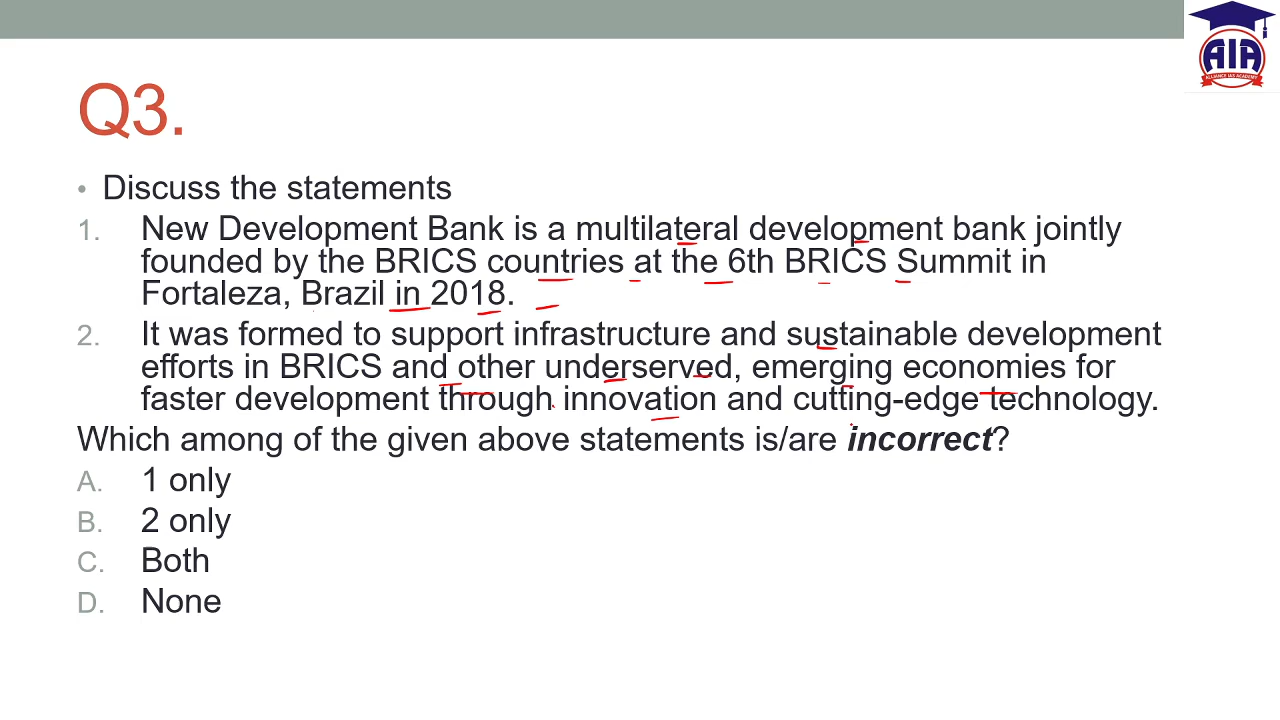 AIA
ALLIANCE IAS ACADEMY
Q3.
• Discuss the statements
1. New Development Bank is a multilateral development bank jointly
founded by the BRICS countries at the 6th BRICS Summit in
Fortaleza, Brazil in 2018.
2. It was formed to support infrastructure and sustainable development
efforts in BRICS and other underserved, emerging economies for
faster development through innovation and cutting-edge technology.
Which among of the given above statements is/are incorrect?
A. 1 only
B. 2 only
C. Both
D. None